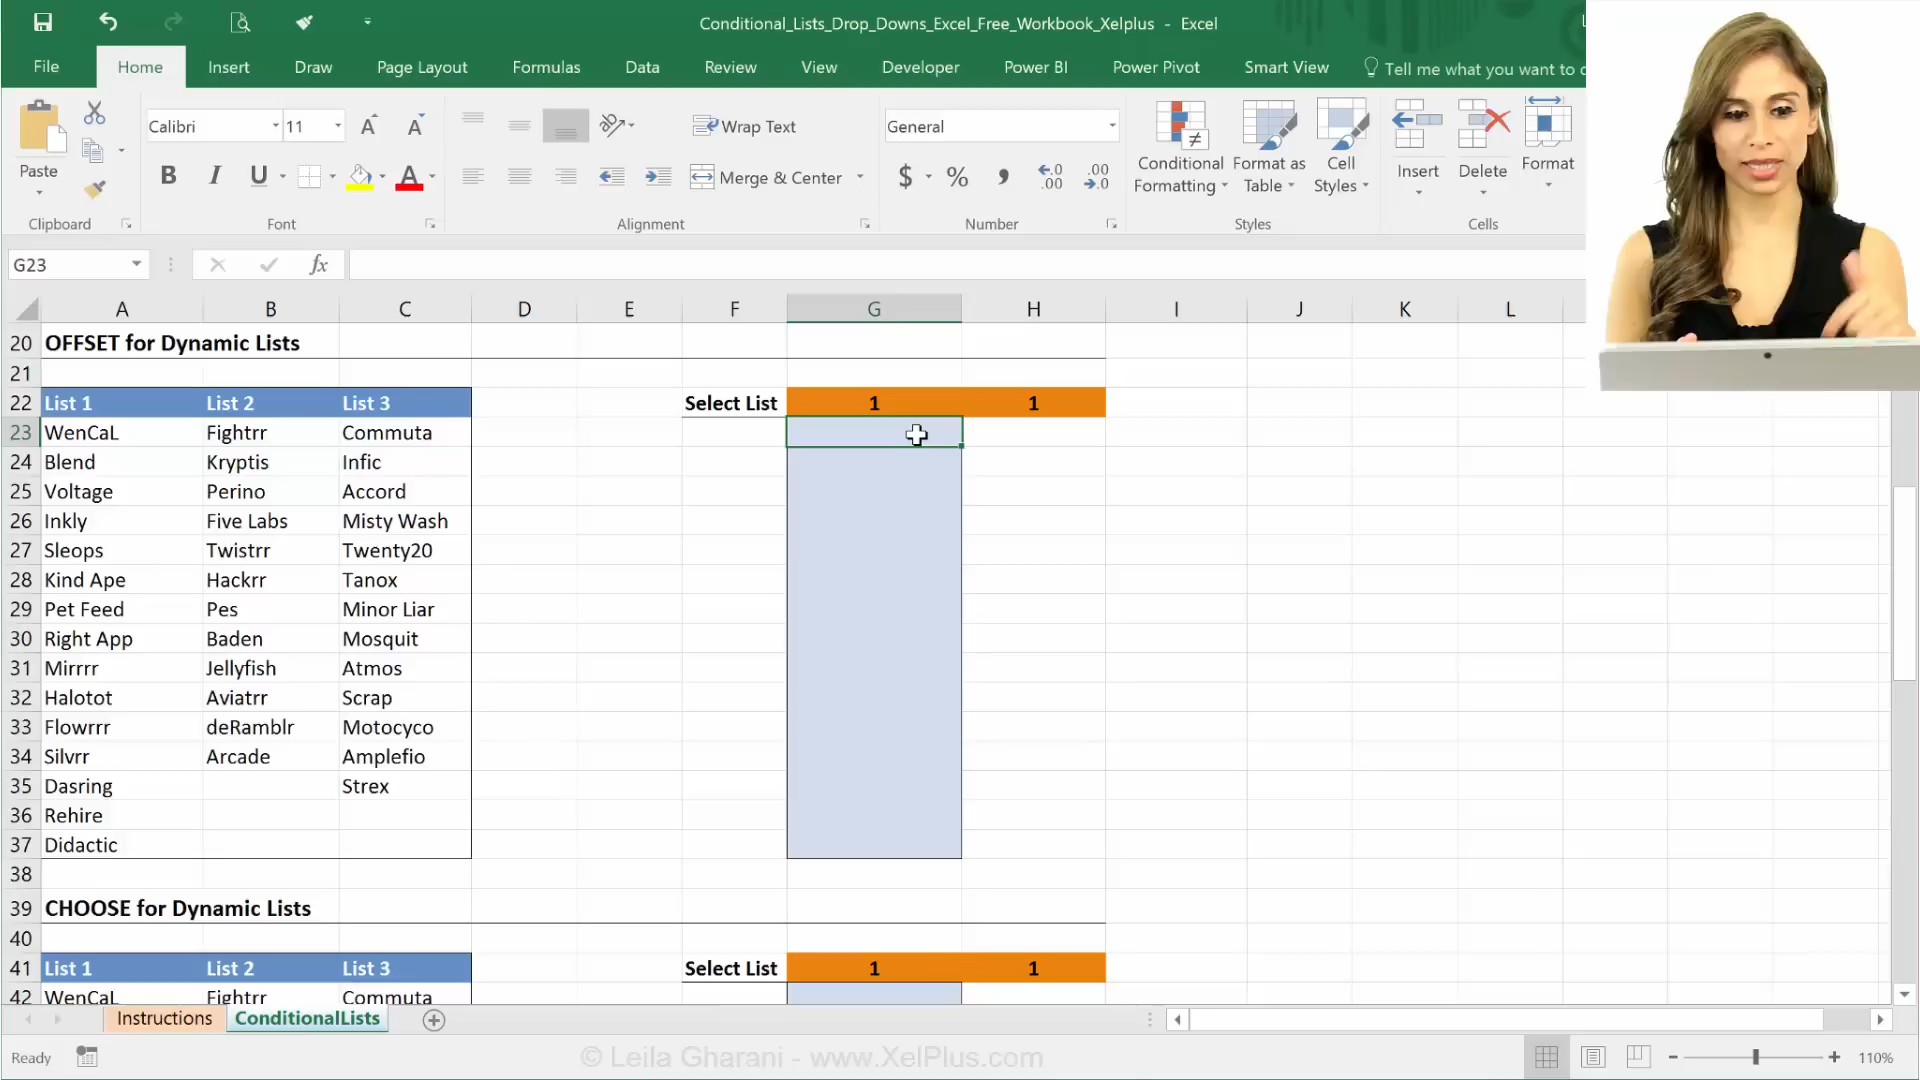 Conditional_Lists_Drop_Downs_Excel_Free_Workbook_Xelplus - Excel
File Home Insert Draw Page Layout Formulas Data Review View Developer Power BI Power Pivot Smart View Tell me what you want to
Calibri 11 Wrap Text General
Paste B I U A Merge & Center $ % Conditional Formatting Format as Table Cell Styles Insert Delete Format
Clipboard Font Alignment Number Styles Cells
G23 fx
A B C D E F G H I J K L
20 OFFSET for Dynamic Lists
21
22 List 1 List 2 List 3 Select List 1 1
23 WenCaL Fightrr Commuta
24 Blend Kryptis Infic
25 Voltage Perino Accord
26 Inkly Five Labs Misty Wash
27 Sleops Twistrr Twenty20
28 Kind Ape Hackrr Tanox
29 Pet Feed Pes Minor Liar
30 Right App Baden Mosquit
31 Mirrrr Jellyfish Atmos
32 Halotot Aviatrr Scrap
33 Flowrrr deRamblr Motocyco
34 Silvrr Arcade Amplefio
35 Dasring Strex
36 Rehire
37 Didactic
38
39 CHOOSE for Dynamic Lists
40
41 List 1 List 2 List 3 Select List 1 1
42 WenCaL Fightrr Commuta
Instructions ConditionalLists
Ready © Leila Gharani - www.XelPlus.com 110%